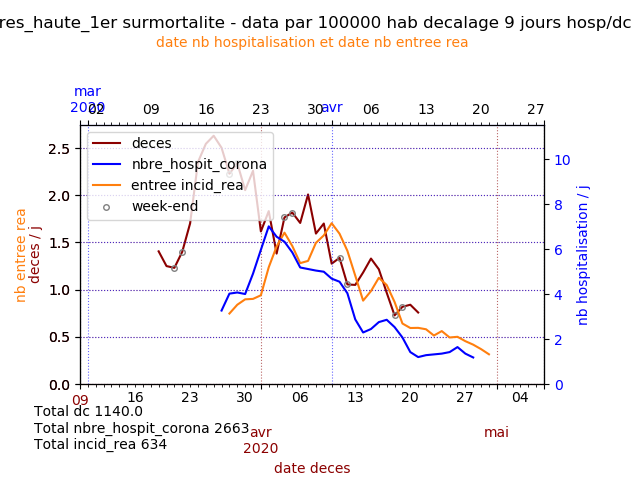 res_haute_1er surmortalite - data par 100000 hab decalage 9 jours hosp/dc
date nb hospitalisation et date nb entree rea
mar
2020
02 09 16 23 30 avr 06 13 20 27
deces
nbre_hospit_corona
entree incid_rea
week-end
2.5
2.0
1.5
1.0
0.5
0.0
10
8
6
4
2
0
nb entree rea
deces / j
nb hospitalisation / j
09 16 23 30 06 13 20 27 04
Total dc 1140.0
Total nbre_hospit_corona 2663
Total incid_rea 634
avr
2020
mai
date deces